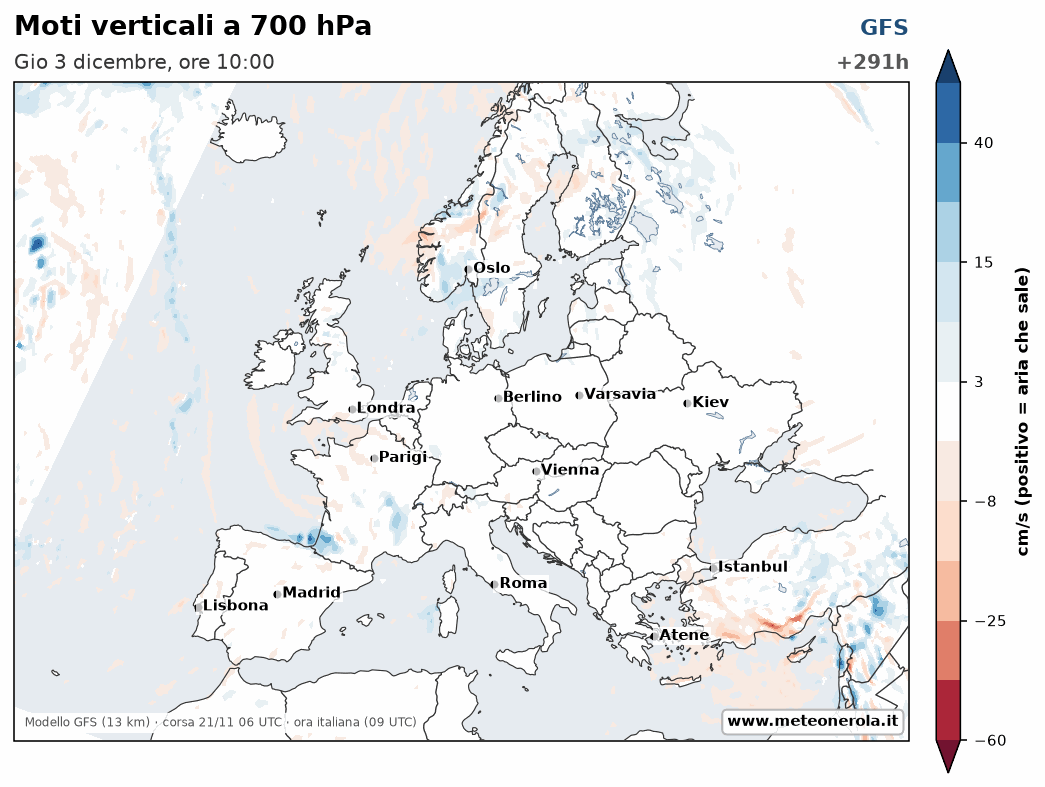 Moti verticali a 700 hPa
GFS
Gio 3 dicembre, ore 10:00
+291h
40
15
3
−8
−25
−60
cm/s (positivo = aria che sale)
Oslo
Londra
Berlino
Varsavia
Kiev
Parigi
Vienna
Istanbul
Roma
Madrid
Lisbona
Atene
Modello GFS (13 km) · corsa 21/11 06 UTC · ora italiana (09 UTC)
www.meteonerola.it